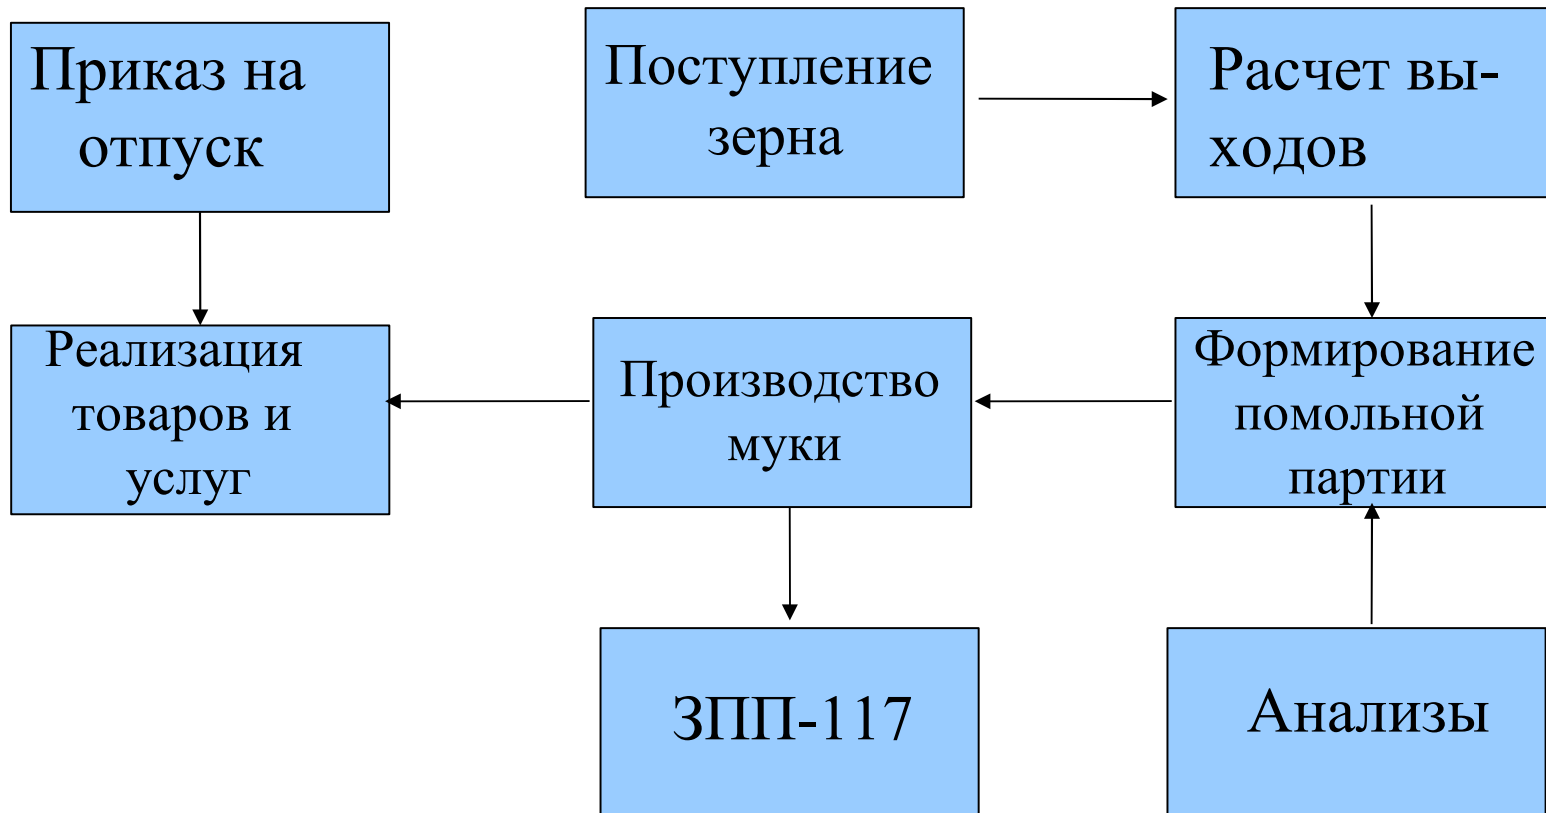 Приказ на
отпуск
Поступление
зерна
Расчет вы-
ходов
Реализация
товаров и
услуг
Производство
муки
Формирование
помольной
партии
ЗПП-117
Анализы